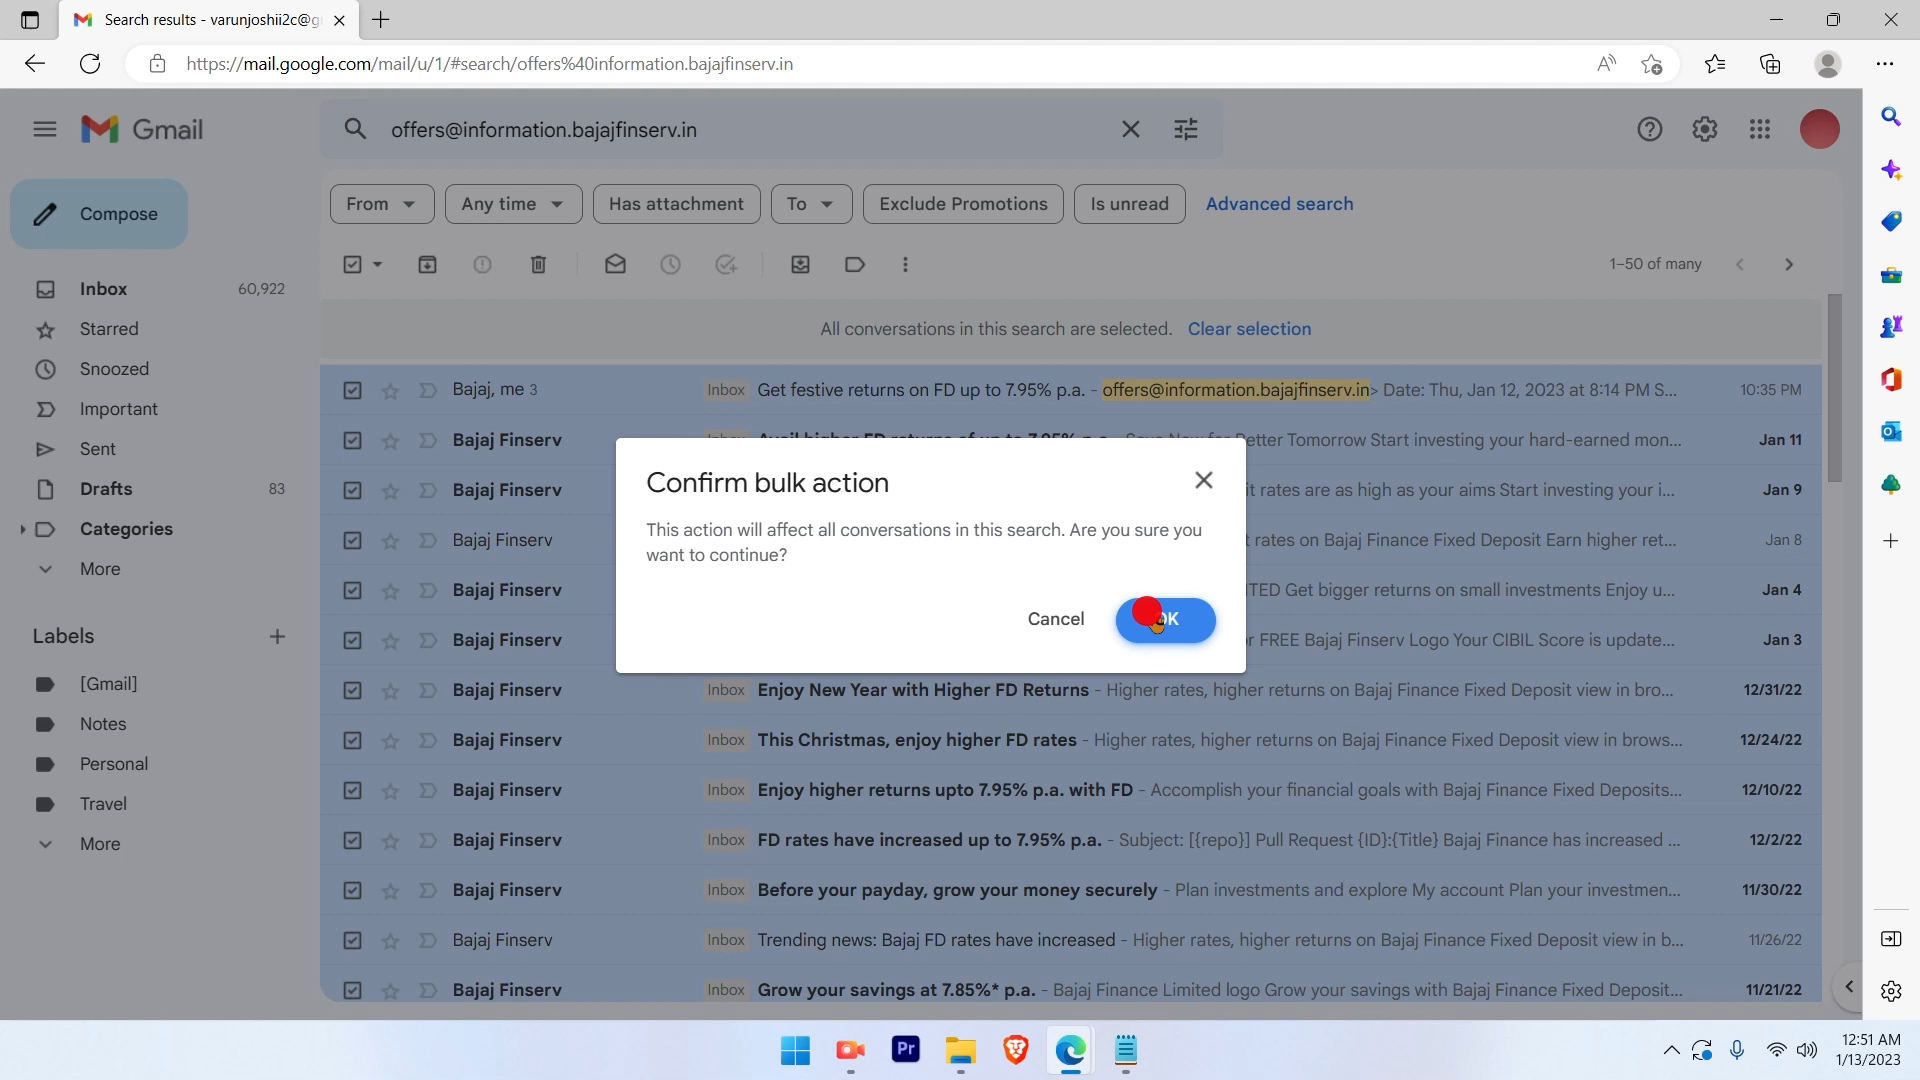 Search results - varunjoshii2c@g
https://mail.google.com/mail/u/1/#search/offers%40information.bajajfinserv.in
Gmail
offers@information.bajajfinserv.in
Compose
From
Any time
Has attachment
To
Exclude Promotions
Is unread
Advanced search
1–50 of many
Inbox 60,922
Starred
Snoozed
Important
Sent
Drafts 83
Categories
More
Labels
[Gmail]
Notes
Personal
Travel
More
All conversations in this search are selected. Clear selection
Bajaj, me 3 Inbox Get festive returns on FD up to 7.95% p.a. - offers@information.bajajfinserv.in> Date: Thu, Jan 12, 2023 at 8:14 PM S... 10:35 PM
Bajaj Finserv Better Tomorrow Start investing your hard-earned mon... Jan 11
Bajaj Finserv it rates are as high as your aims Start investing your i... Jan 9
Bajaj Finserv t rates on Bajaj Finance Fixed Deposit Earn higher ret... Jan 8
Bajaj Finserv TED Get bigger returns on small investments Enjoy u... Jan 4
Bajaj Finserv r FREE Bajaj Finserv Logo Your CIBIL Score is update... Jan 3
Bajaj Finserv Inbox Enjoy New Year with Higher FD Returns - Higher rates, higher returns on Bajaj Finance Fixed Deposit view in bro... 12/31/22
Bajaj Finserv Inbox This Christmas, enjoy higher FD rates - Higher rates, higher returns on Bajaj Finance Fixed Deposit view in brows... 12/24/22
Bajaj Finserv Inbox Enjoy higher returns upto 7.95% p.a. with FD - Accomplish your financial goals with Bajaj Finance Fixed Deposits... 12/10/22
Bajaj Finserv Inbox FD rates have increased up to 7.95% p.a. - Subject: [{repo}] Pull Request {ID}:{Title} Bajaj Finance has increased ... 12/2/22
Bajaj Finserv Inbox Before your payday, grow your money securely - Plan investments and explore My account Plan your investmen... 11/30/22
Bajaj Finserv Inbox Trending news: Bajaj FD rates have increased - Higher rates, higher returns on Bajaj Finance Fixed Deposit view in b... 11/26/22
Bajaj Finserv Inbox Grow your savings at 7.85%* p.a. - Bajaj Finance Limited logo Grow your savings with Bajaj Finance Fixed Deposit... 11/21/22
Confirm bulk action
This action will affect all conversations in this search. Are you sure you
want to continue?
Cancel
Pr
12:51 AM
1/13/2023